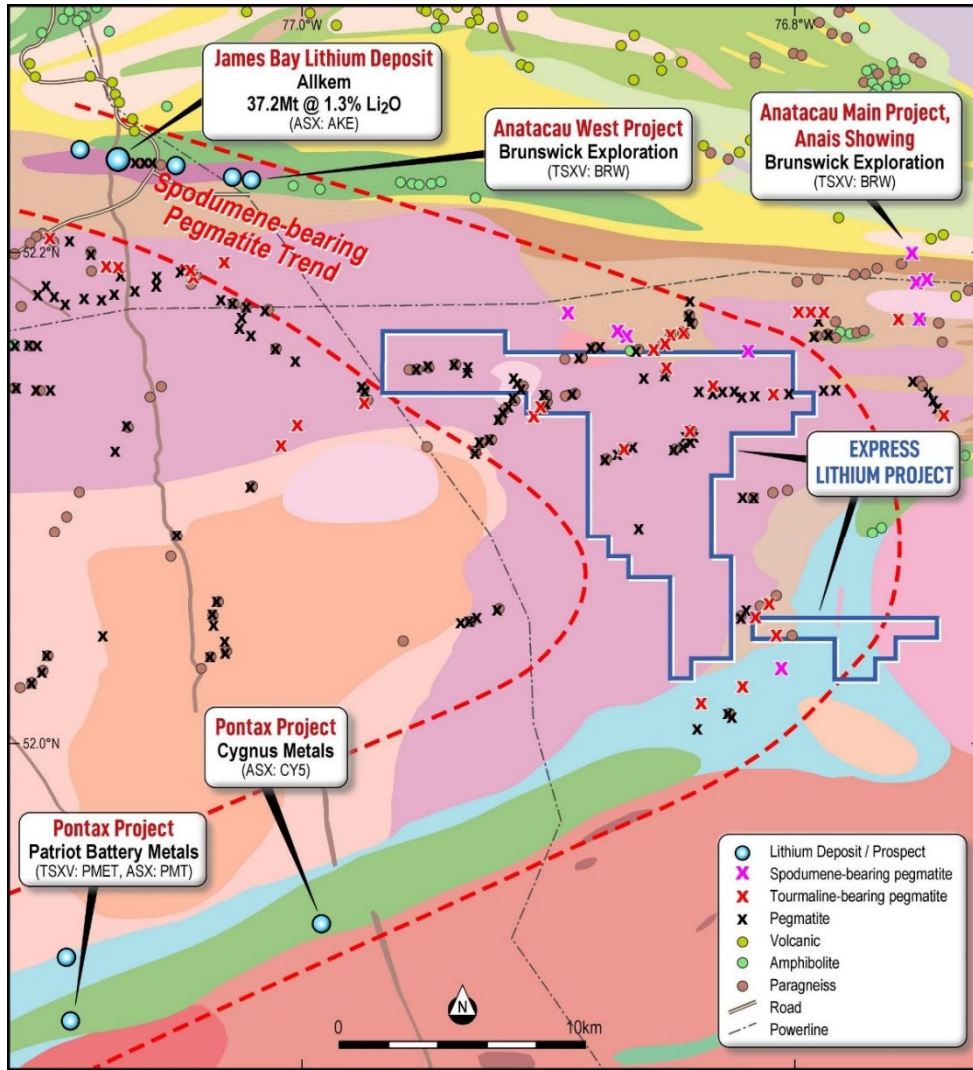 77.0°W
76.8°W
James Bay Lithium Deposit
Allkem
37.2Mt @ 1.3% Li₂O
(ASX: AKE)
Anatacau West Project
Brunswick Exploration
(TSXV: BRW)
Anatacau Main Project,
Anais Showing
Brunswick Exploration
(TSXV: BRW)
Spodumene-bearing
Pegmatite Trend
52.2°N
EXPRESS
LITHIUM PROJECT
52.0°N
Pontax Project
Cygnus Metals
(ASX: CY5)
Pontax Project
Patriot Battery Metals
(TSXV: PMET, ASX: PMT)
Lithium Deposit / Prospect
X Spodumene-bearing pegmatite
X Tourmaline-bearing pegmatite
X Pegmatite
Volcanic
Amphibolite
Paragneiss
Road
Powerline
N
0 10km